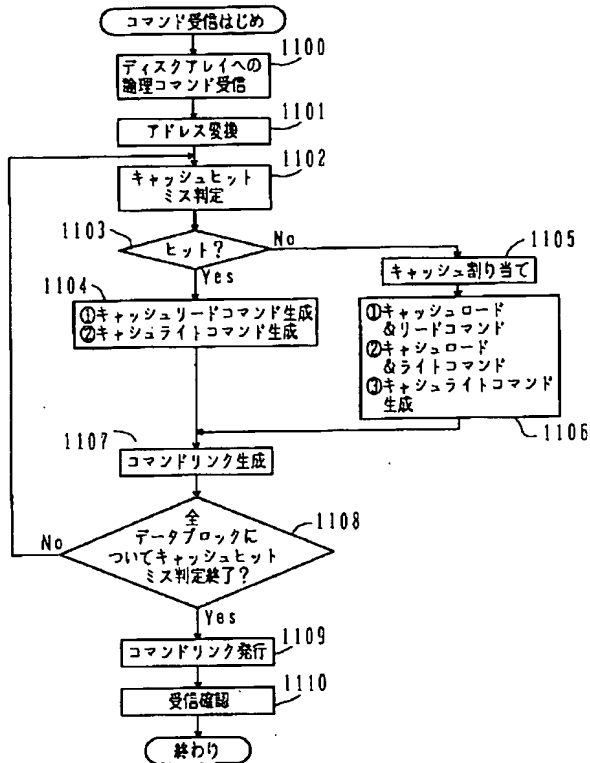 コマンド受信はじめ
1100
ディスクアレイへの
論理コマンド受信
1101
アドレス変換
1102
キャッシュヒット
ミス判定
1103
ヒット?
No
Yes
1105
キャッシュ割り当て
1104
①キャッシュリードコマンド生成
②キャシュライトコマンド生成
①キャッシュロード
&リードコマンド
②キャシュロード
&ライトコマンド
③キャシュライトコマンド
生成
1106
1107
コマンドリンク生成
1108
全
データブロックに
ついてキャッシュヒット
ミス判定終了?
No
Yes
1109
コマンドリンク発行
1110
受信確認
終わり